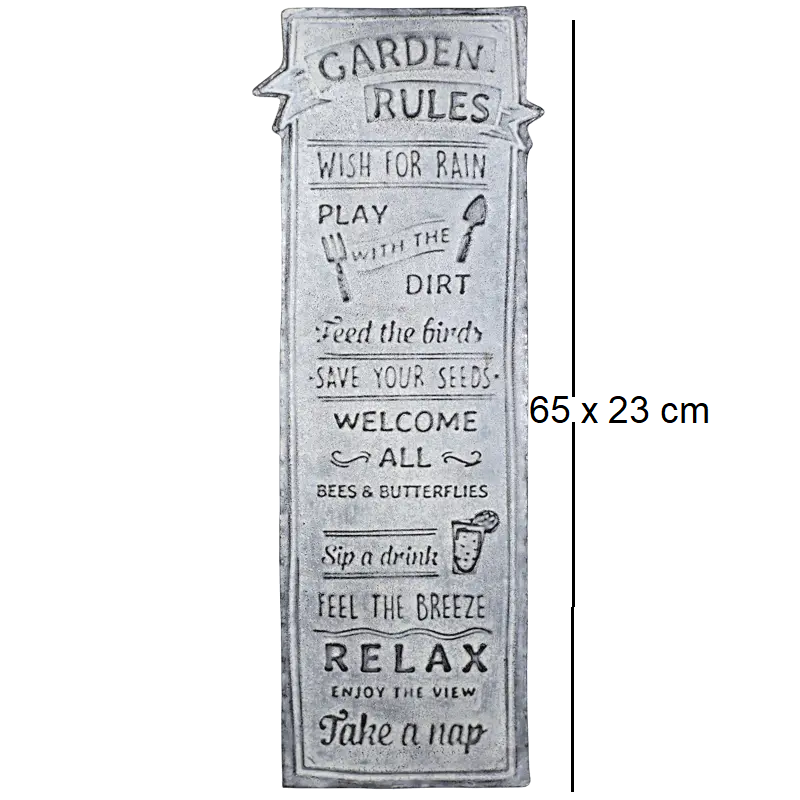 GARDEN
RULES
WISH FOR RAIN
PLAY
WITH THE
DIRT
Feed the birds
·SAVE YOUR SEEDS·
WELCOME
ALL
BEES & BUTTERFLIES
Sip a drink
FEEL THE BREEZE
RELAX
ENJOY THE VIEW
Take a nap
65 x 23 cm